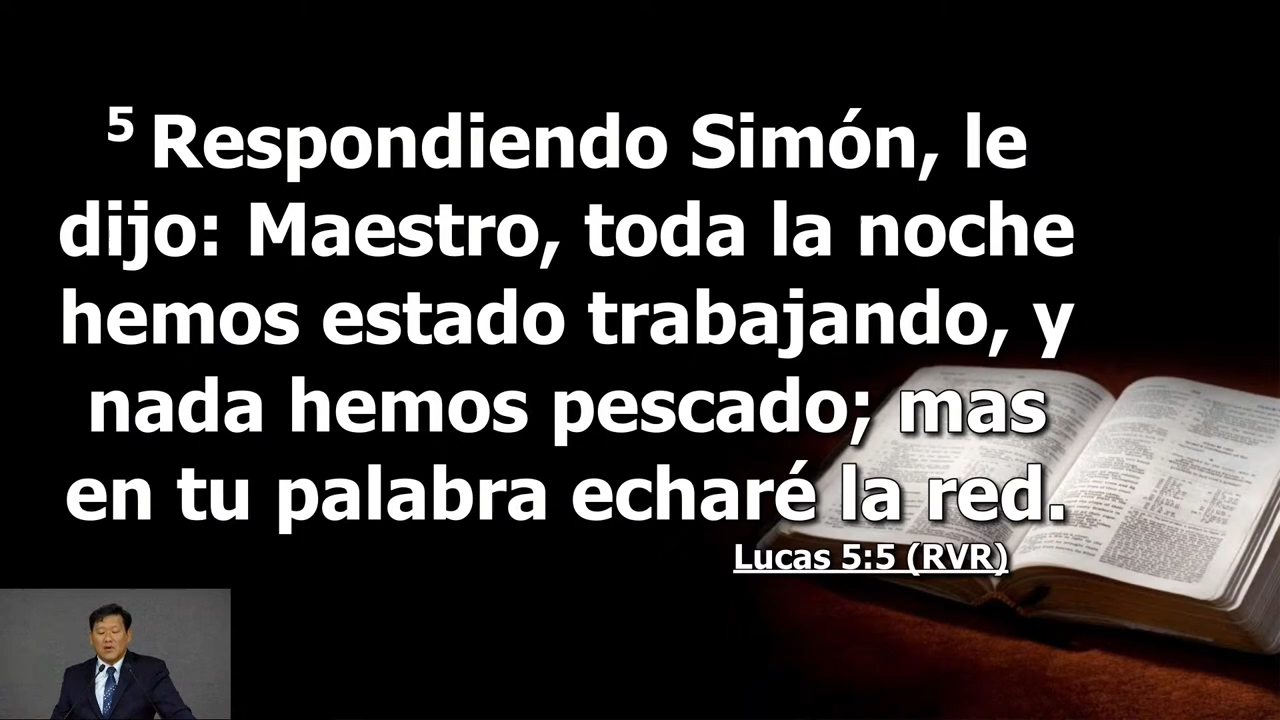 5 Respondiendo Simón, le
dijo: Maestro, toda la noche
hemos estado trabajando, y
nada hemos pescado; mas
en tu palabra echaré la red.
Lucas 5:5 (RVR)